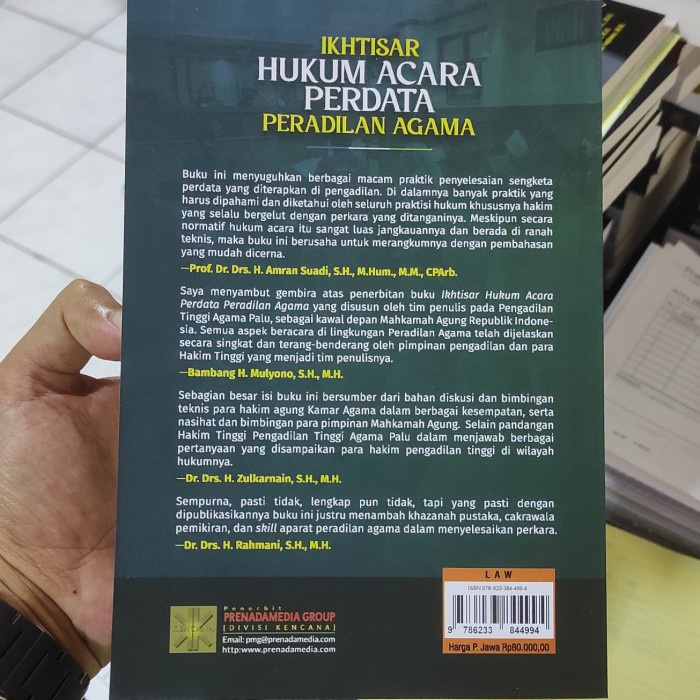 IKHTISAR
HUKUM ACARA
PERDATA
PERADILAN AGAMA
Buku ini menyuguhkan berbagai macam praktik penyelesaian sengketa
perdata yang diterapkan di pengadilan. Di dalamnya banyak praktik yang
harus dipahami dan diketahui oleh seluruh praktisi hukum khususnya hakim
yang selalu bergelut dengan perkara yang ditanganinya. Meskipun secara
normatif hukum acara itu sangat luas jangkauannya dan berada di ranah
teknis, maka buku ini berusaha untuk merangkumnya dengan pembahasan
yang mudah dicerna.
—Prof. Dr. Drs. H. Amran Suadi, S.H., M.Hum., M.M., CPArb.
Saya menyambut gembira atas penerbitan buku Ikhtisar Hukum Acara
Perdata Peradilan Agama yang disusun oleh tim penulis pada Pengadilan
Tinggi Agama Palu, sebagai kawal depan Mahkamah Agung Republik Indone-
sia. Semua aspek beracara di lingkungan Peradilan Agama telah dijelaskan
secara singkat dan terang-benderang oleh pimpinan pengadilan dan para
Hakim Tinggi yang menjadi tim penulisnya.
—Bambang H. Mulyono, S.H., M.H.
Sebagian besar isi buku ini bersumber dari bahan diskusi dan bimbingan
teknis para hakim agung Kamar Agama dalam berbagai kesempatan, serta
nasihat dan bimbingan para pimpinan Mahkamah Agung. Selain pandangan
Hakim Tinggi Pengadilan Tinggi Agama Palu dalam menjawab berbagai
pertanyaan yang disampaikan para hakim pengadilan tinggi di wilayah
hukumnya.
—Dr. Drs. H. Zulkarnain, S.H., M.H.
Sempurna, pasti tidak, lengkap pun tidak, tapi yang pasti dengan
dipublikasikannya buku ini justru menambah khazanah pustaka, cakrawala
pemikiran, dan skill aparat peradilan agama dalam menyelesaikan perkara.
—Dr. Drs. H. Rahmani, S.H., M.H.
Penerbit
PRENADAMEDIA GROUP
[DIVISI KENCANA]
Email: pmg@prenadamedia.com
http:www.prenadamedia.com
LAW
ISBN 978-623-384-499-4
9 786233 844994
Harga P. Jawa Rp80.000,00